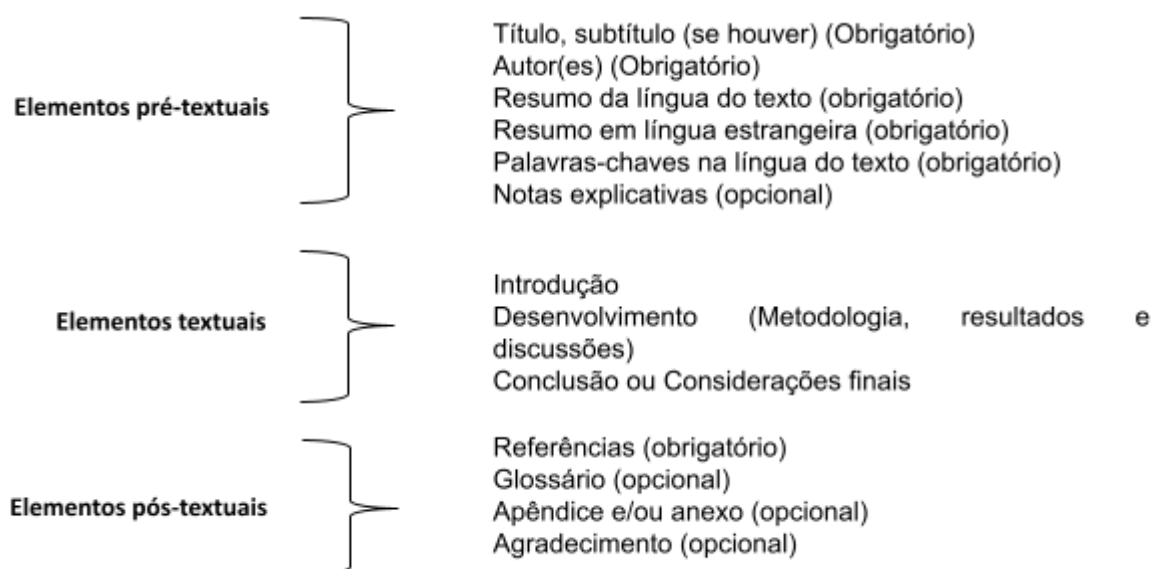 Elementos pré-textuais
Título, subtítulo (se houver) (Obrigatório)
Autor(es) (Obrigatório)
Resumo da língua do texto (obrigatório)
Resumo em língua estrangeira (obrigatório)
Palavras-chaves na língua do texto (obrigatório)
Notas explicativas (opcional)
Elementos textuais
Introdução
Desenvolvimento (Metodologia, resultados e
discussões)
Conclusão ou Considerações finais
Elementos pós-textuais
Referências (obrigatório)
Glossário (opcional)
Apêndice e/ou anexo (opcional)
Agradecimento (opcional)